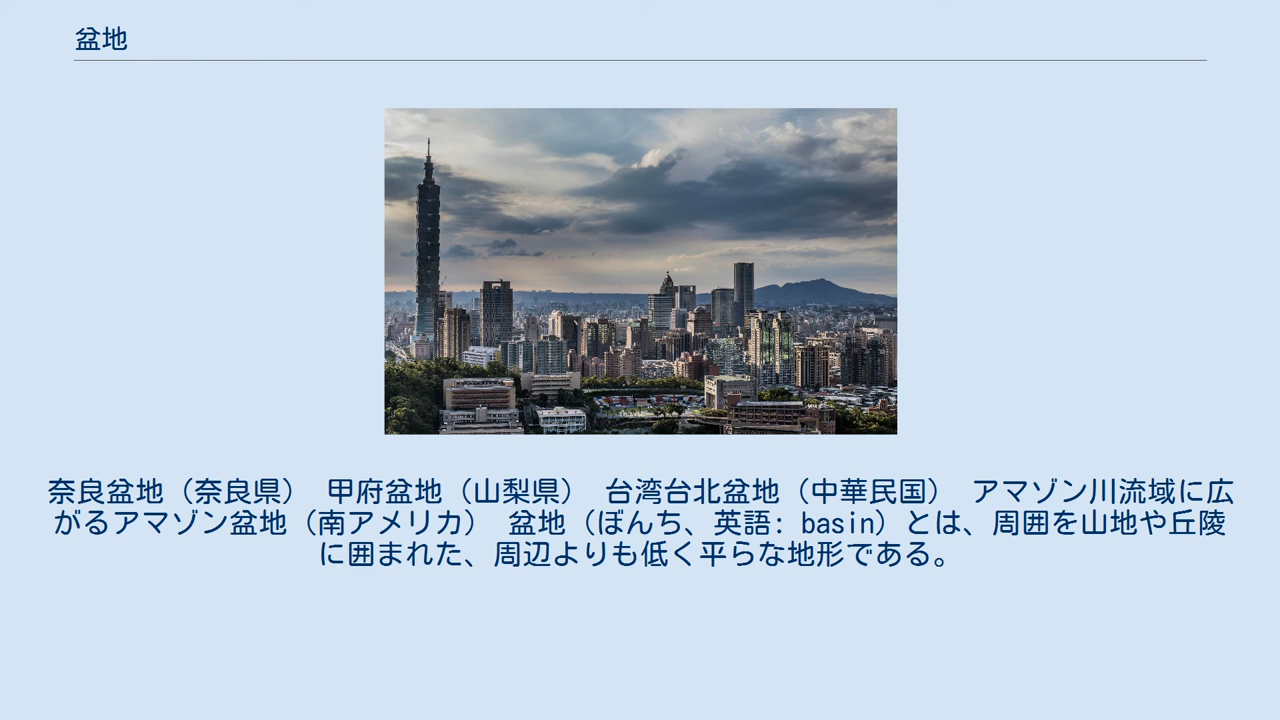 盆地
奈良盆地（奈良県） 甲府盆地（山梨県） 台湾台北盆地（中華民国） アマゾン川流域に広
がるアマゾン盆地（南アメリカ） 盆地（ぼんち、英語: basin）とは、周囲を山地や丘陵
に囲まれた、周辺よりも低く平らな地形である。